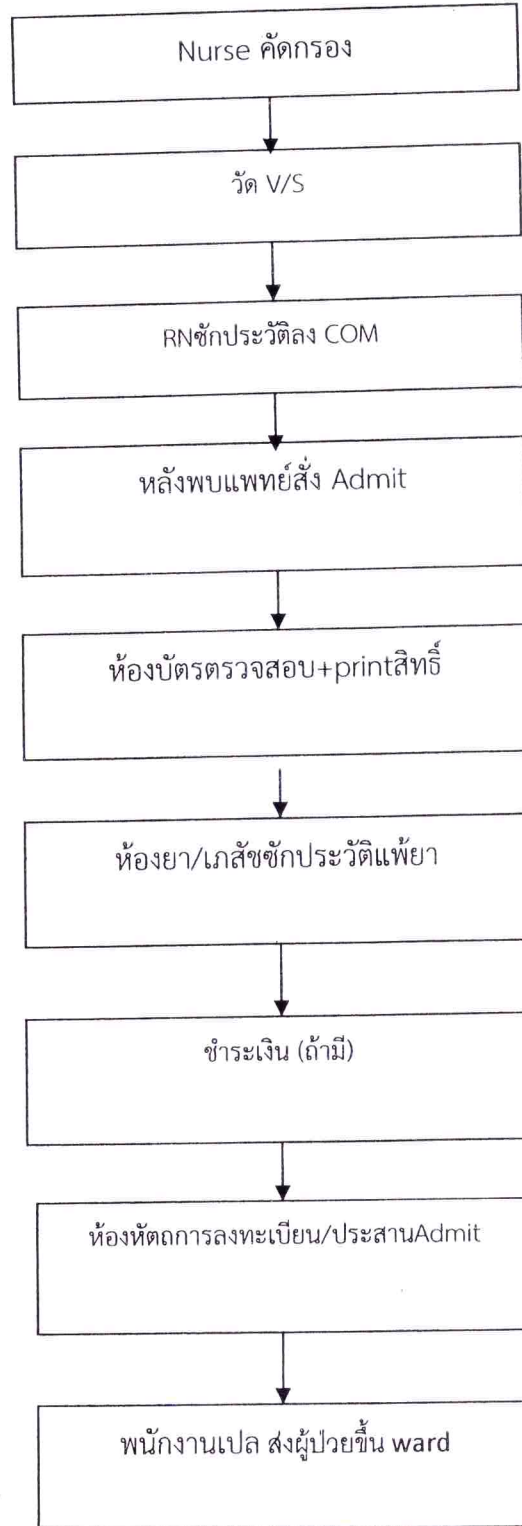 Nurse คัดกรอง
วัด V/S
RNซักประวัติลง COM
หลังพบแพทย์สั่ง Admit
ห้องบัตรตรวจสอบ+printสิทธิ์
ห้องยา/เภสัชซักประวัติแพ้ยา
ชำระเงิน (ถ้ามี)
ห้องหัตถการลงทะเบียน/ประสานAdmit
พนักงานเปล ส่งผู้ป่วยขึ้น ward